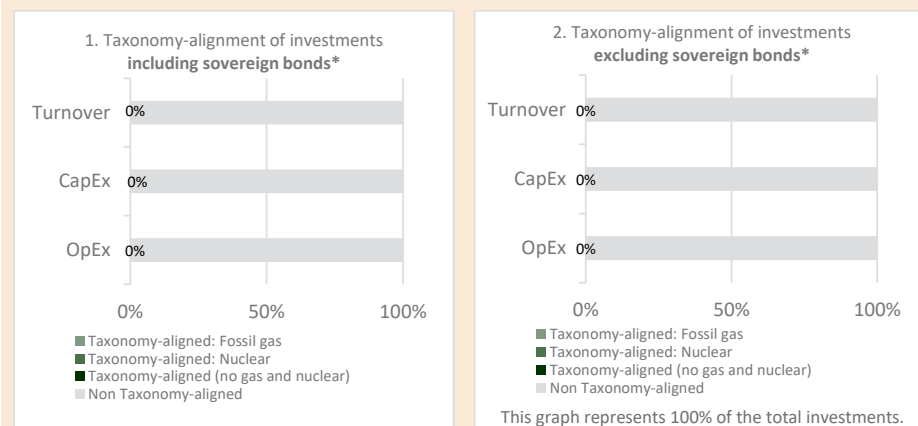 1. Taxonomy-alignment of investments
including sovereign bonds*
Turnover 0%
CapEx 0%
OpEx 0%
0% 50% 100%
Taxonomy-aligned: Fossil gas
Taxonomy-aligned: Nuclear
Taxonomy-aligned (no gas and nuclear)
Non Taxonomy-aligned
2. Taxonomy-alignment of investments
excluding sovereign bonds*
Turnover 0%
CapEx 0%
OpEx 0%
0% 50% 100%
Taxonomy-aligned: Fossil gas
Taxonomy-aligned: Nuclear
Taxonomy-aligned (no gas and nuclear)
Non Taxonomy-aligned
This graph represents 100% of the total investments.